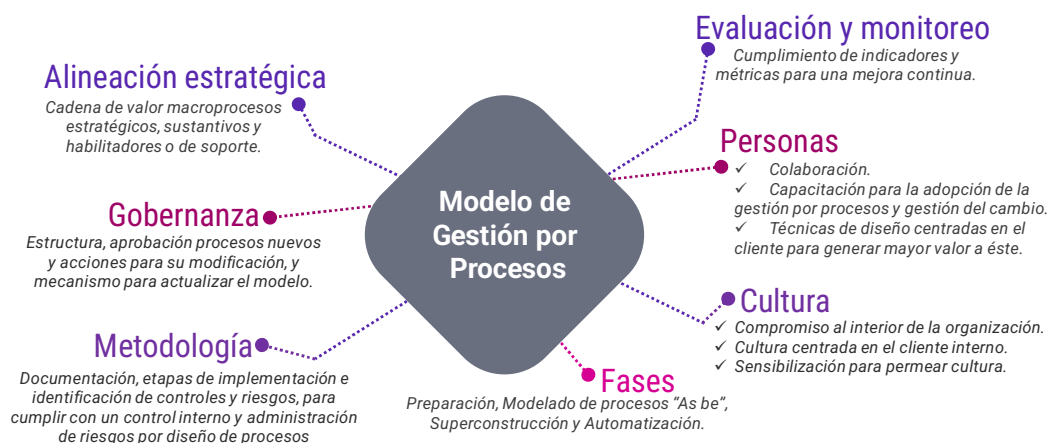 Evaluación y monitoreo
Cumplimiento de indicadores y
métricas para una mejora continua.
Alineación estratégica
Cadena de valor macroprocesos
estratégicos, sustantivos y
habilitadores o de soporte.
Personas
✓ Colaboración.
✓ Capacitación para la adopción de la
gestión por procesos y gestión del cambio.
✓ Técnicas de diseño centradas en el
cliente para generar mayor valor a éste.
Modelo de
Gestión por
Procesos
Gobernanza
Estructura, aprobación procesos nuevos
y acciones para su modificación, y
mecanismo para actualizar el modelo.
Cultura
✓ Compromiso al interior de la organización.
✓ Cultura centrada en el cliente interno.
✓ Sensibilización para permear cultura.
Metodología
Documentación, etapas de implementación e
identificación de controles y riesgos, para
cumplir con un control interno y administración
de riesgos por diseño de procesos
Fases
Preparación, Modelado de procesos “As be”,
Superconstrucción y Automatización.